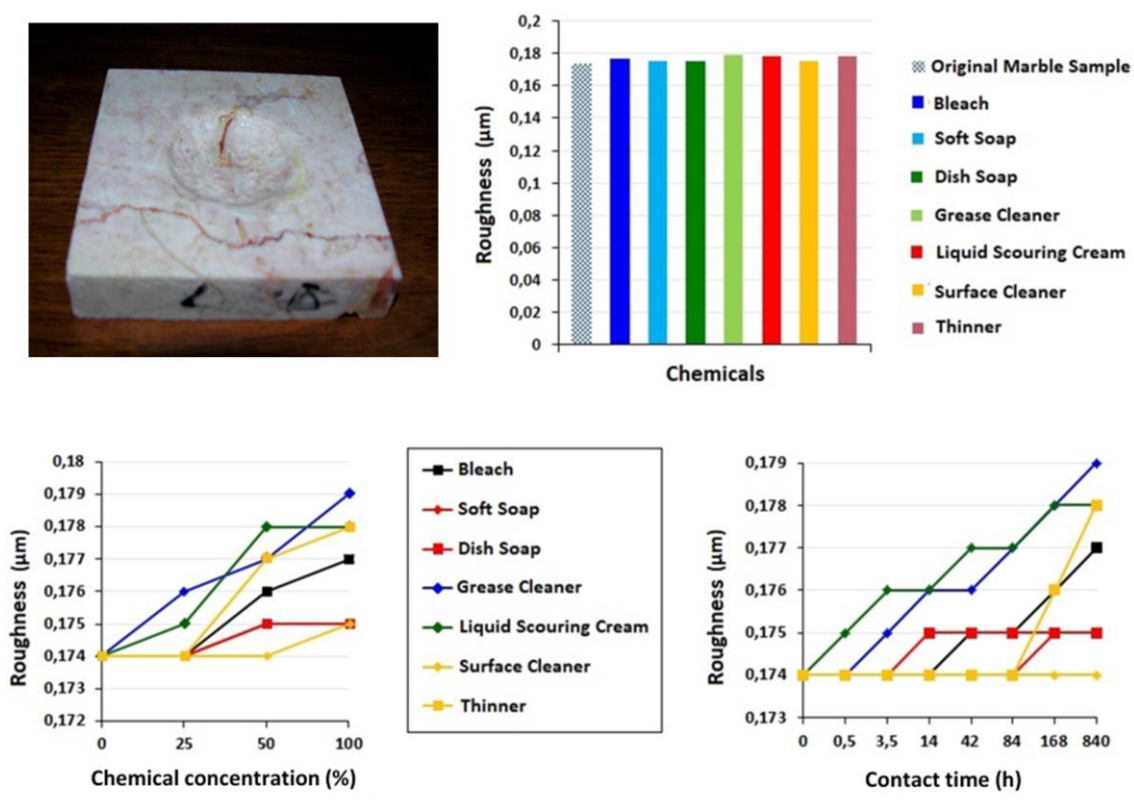 0,2
0,18
0,16
0,14
0,12
0,1
0,08
0,06
0,04
0,02
0
Roughness (µm)
Chemicals
Original Marble Sample
Bleach
Soft Soap
Dish Soap
Grease Cleaner
Liquid Scouring Cream
Surface Cleaner
Thinner
0,18
0,179
0,178
0,177
0,176
0,175
0,174
0,173
0,172
Roughness (µm)
0 25 50 100
Chemical concentration (%)
Bleach
Soft Soap
Dish Soap
Grease Cleaner
Liquid Scouring Cream
Surface Cleaner
Thinner
0,179
0,178
0,177
0,176
0,175
0,174
0,173
Roughness (µm)
0 0,5 3,5 14 42 84 168 840
Contact time (h)